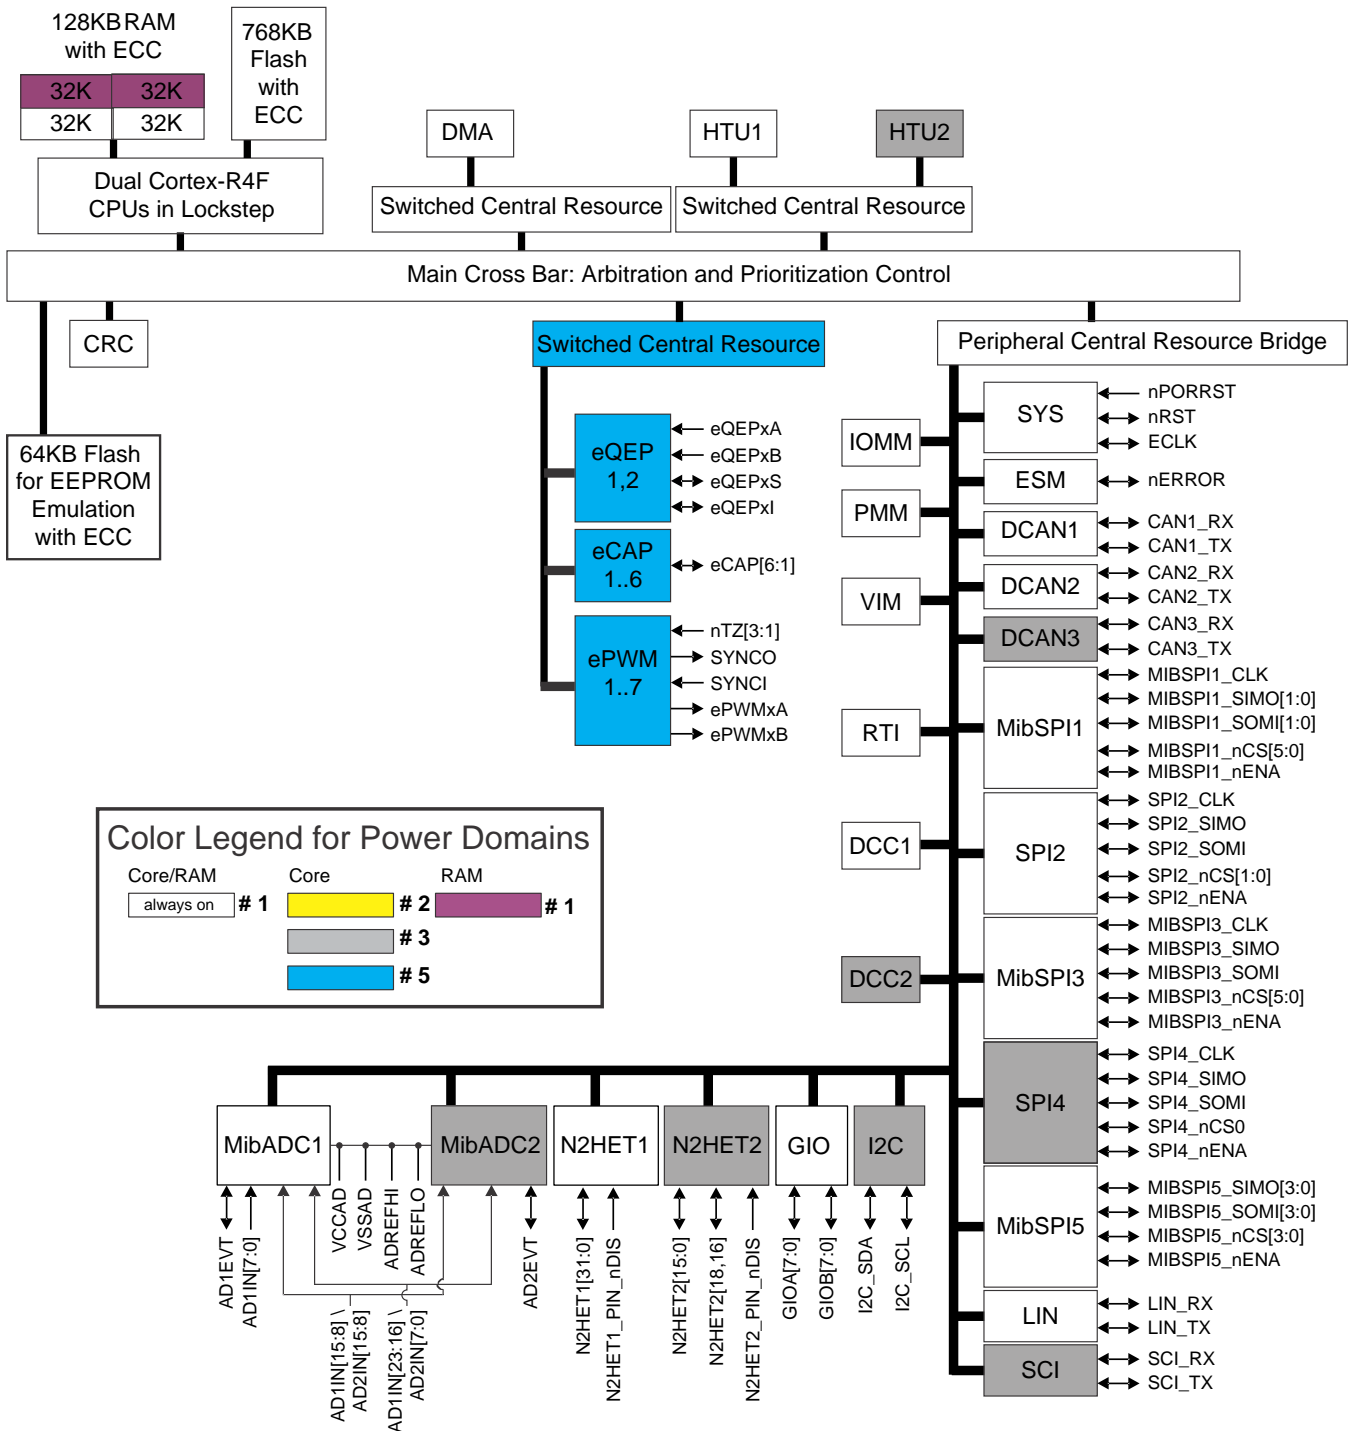 128KB RAM
with ECC
32K
32K
32K
32K
768KB
Flash
with
ECC
Dual Cortex-R4F
CPUs in Lockstep
DMA
HTU1
HTU2
Switched Central Resource
Switched Central Resource
Main Cross Bar: Arbitration and Prioritization Control
CRC
Switched Central Resource
Peripheral Central Resource Bridge
64KB Flash
for EEPROM
Emulation
with ECC
eQEP
1,2
eQEPxA
eQEPxB
eQEPxS
eQEPxI
eCAP
1..6
eCAP[6:1]
ePWM
1..7
nTZ[3:1]
SYNCO
SYNCI
ePWMxA
ePWMxB
IOMM
PMM
VIM
RTI
DCC1
DCC2
SYS
nPORRST
nRST
ECLK
ESM
nERROR
DCAN1
CAN1_RX
CAN1_TX
DCAN2
CAN2_RX
CAN2_TX
DCAN3
CAN3_RX
CAN3_TX
MibSPI1
MIBSPI1_CLK
MIBSPI1_SIMO[1:0]
MIBSPI1_SOMI[1:0]
MIBSPI1_nCS[5:0]
MIBSPI1_nENA
SPI2
SPI2_CLK
SPI2_SIMO
SPI2_SOMI
SPI2_nCS[1:0]
SPI2_nENA
MibSPI3
MIBSPI3_CLK
MIBSPI3_SIMO
MIBSPI3_SOMI
MIBSPI3_nCS[5:0]
MIBSPI3_nENA
SPI4
SPI4_CLK
SPI4_SIMO
SPI4_SOMI
SPI4_nCS0
SPI4_nENA
MibSPI5
MIBSPI5_SIMO[3:0]
MIBSPI5_SOMI[3:0]
MIBSPI5_nCS[3:0]
MIBSPI5_nENA
LIN
LIN_RX
LIN_TX
SCI
SCI_RX
SCI_TX
Color Legend for Power Domains
Core/RAM
Core
RAM
always on
# 1
# 2
# 1
# 3
# 5
MibADC1
MibADC2
N2HET1
N2HET2
GIO
I2C
AD1EVT
AD1IN[7:0]
VCCAD
VSSAD
ADREFHI
ADREFLO
AD1IN[15:8] \
AD2IN[15:8]
AD1IN[23:16] \
AD2IN[7:0]
AD2EVT
N2HET1[31:0]
N2HET1_PIN_nDIS
N2HET2[15:0]
N2HET2[18,16]
N2HET2_PIN_nDIS
GIOA[7:0]
GIOB[7:0]
I2C_SDA
I2C_SCL